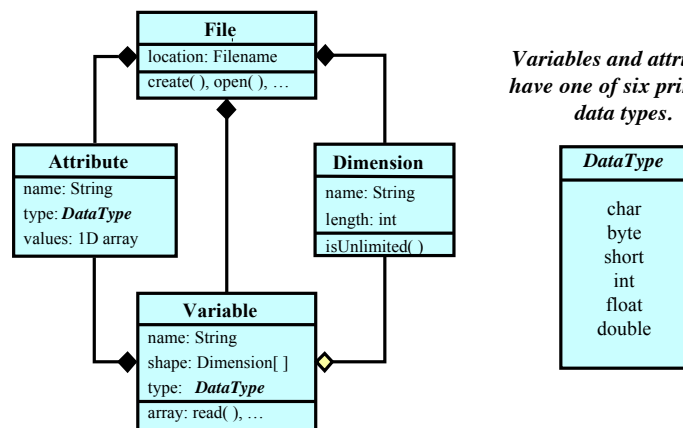 File
location: Filename
create( ), open( ), …
Attribute
name: String
type: DataType
values: 1D array
Dimension
name: String
length: int
isUnlimited( )
Variable
name: String
shape: Dimension[ ]
type: DataType
array: read( ), …
Variables and
have one of six
data types.
DataType
char
byte
short
int
float
double